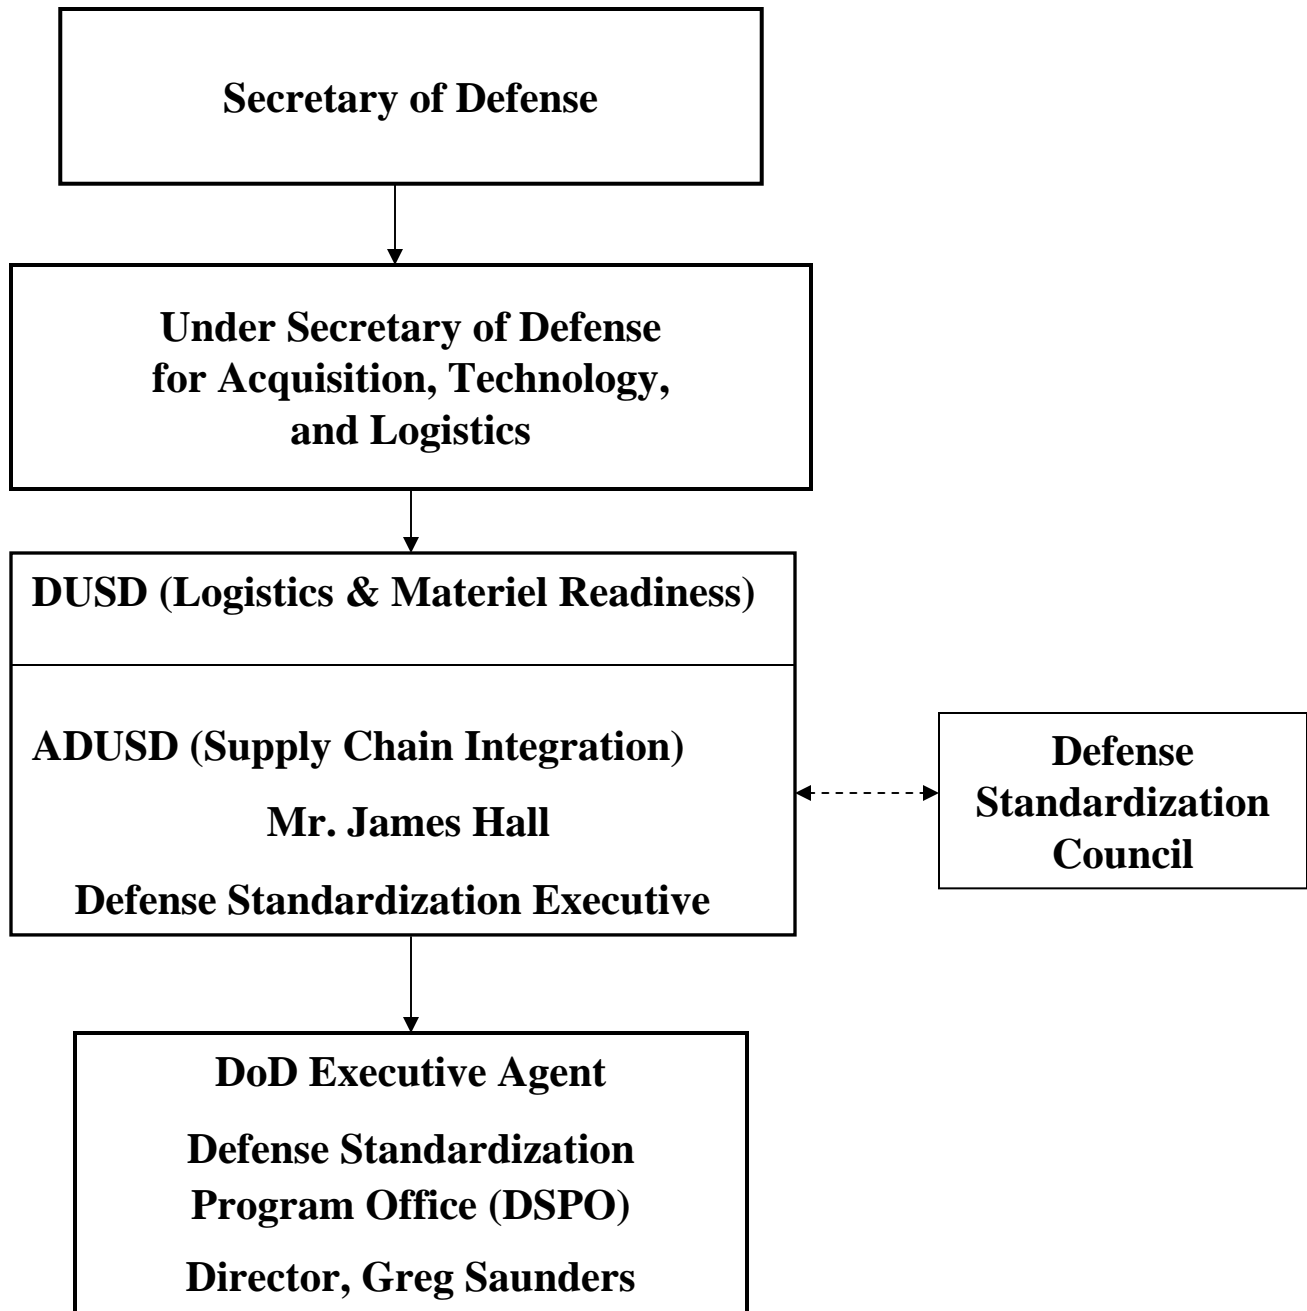 Secretary of Defense
Under Secretary of Defense
for Acquisition, Technology,
and Logistics
DUSD (Logistics & Materiel Readiness)
ADUSD (Supply Chain Integration)
Mr. James Hall
Defense Standardization Executive
Defense
Standardization
Council
DoD Executive Agent
Defense Standardization
Program Office (DSPO)
Director, Greg Saunders